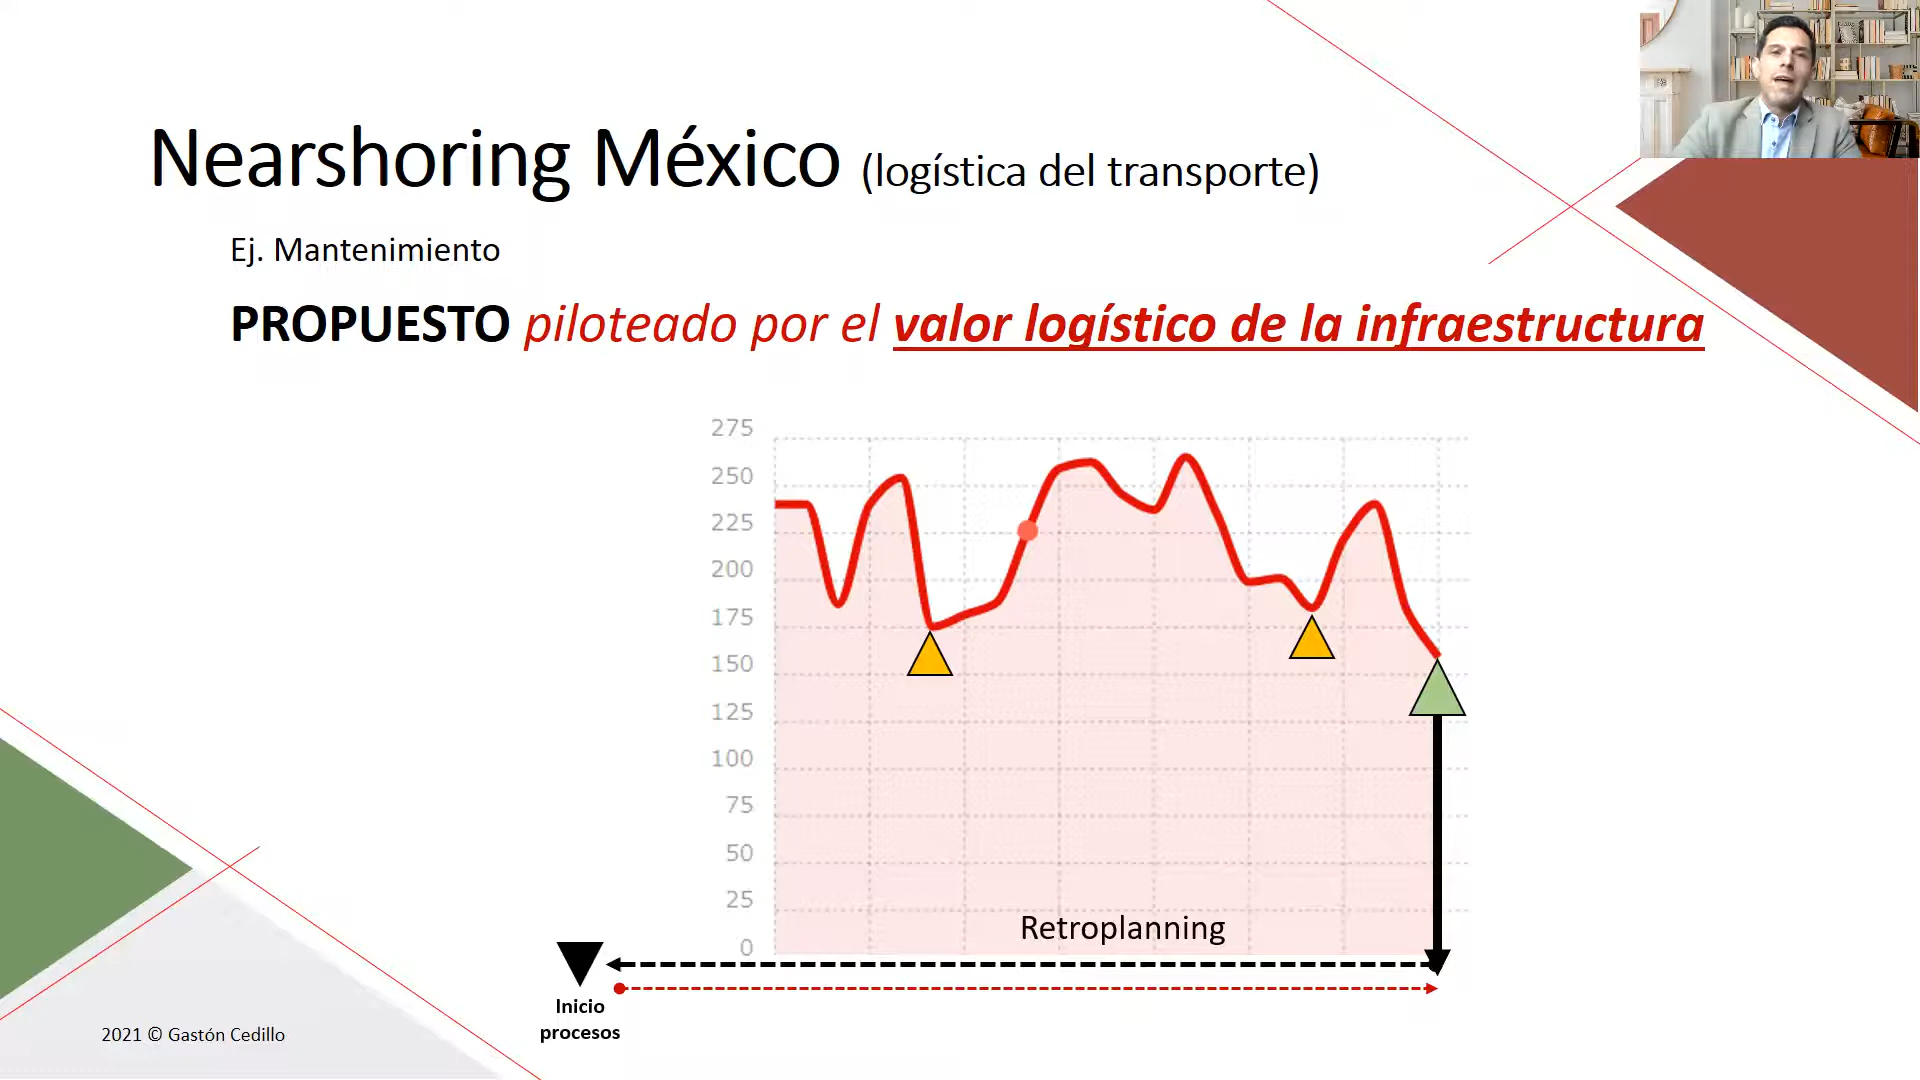 Nearshoring México (logística del transporte)
Ej. Mantenimiento
PROPUESTO piloteado por el valor logístico de la infraestructura
275
250
225
200
175
150
125
100
75
50
25
0
Retroplanning
Inicio
procesos
2021 © Gastón Cedillo